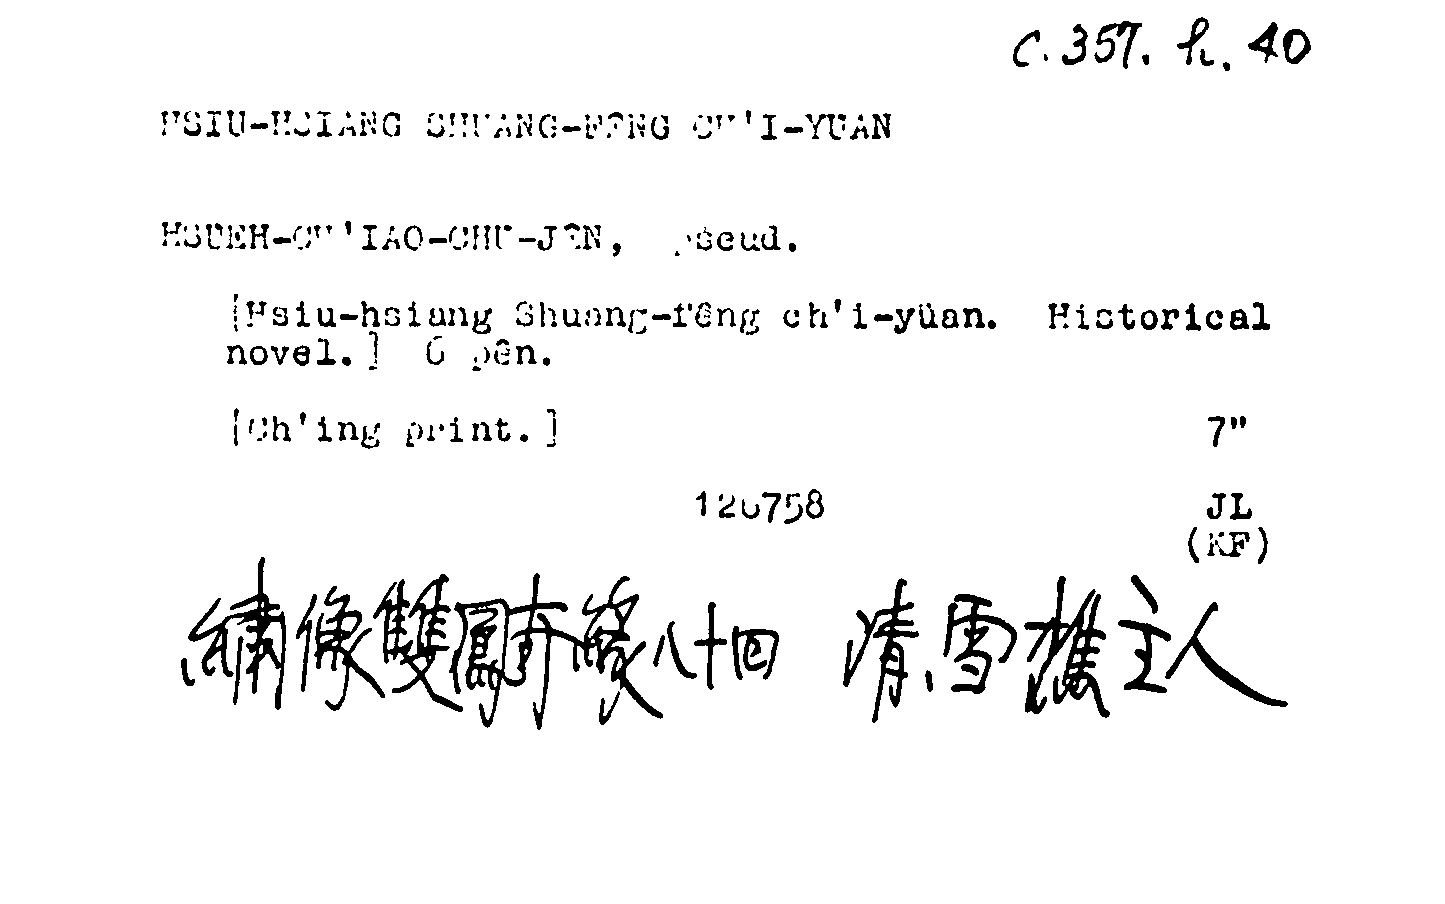 C.357. h. 40
HSIU-HSIANG SHUANG-FÊNG CH'I-YUAN
HSUEH-CH'IAO-CHU-JÊN, pseud.
[Hsiu-hsiang Shuang-fêng ch'i-yüan. Historical
novel.] 6 pên.
[Ch'ing print.] 7"
126758 JL
(KF)
繡像雙鳳奇緣八十回 清 雪樵主人